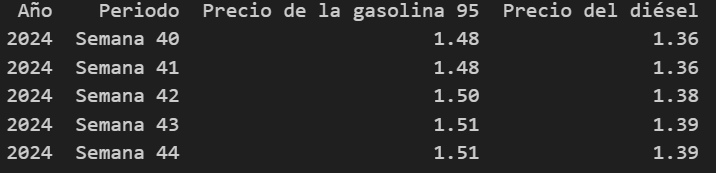 Año Periodo Precio de la gasolina 95 Precio del diésel
2024 Semana 40 1.48 1.36
2024 Semana 41 1.48 1.36
2024 Semana 42 1.50 1.38
2024 Semana 43 1.51 1.39
2024 Semana 44 1.51 1.39